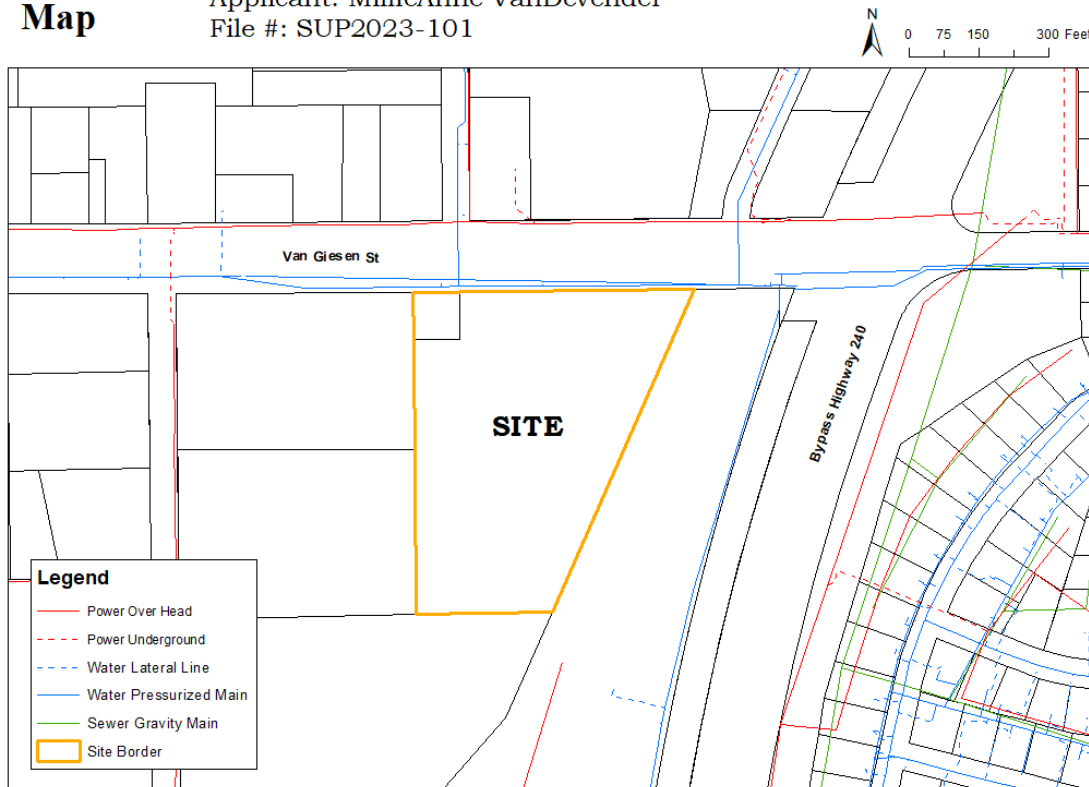 Map
Applicant: MillieAnne VanDevender
File #: SUP2023-101
N
0 75 150 300 Feet
Van Giesen St
SITE
Bypass Highway 240
Legend
Power Over Head
Power Underground
Water Lateral Line
Water Pressurized Main
Sewer Gravity Main
Site Border